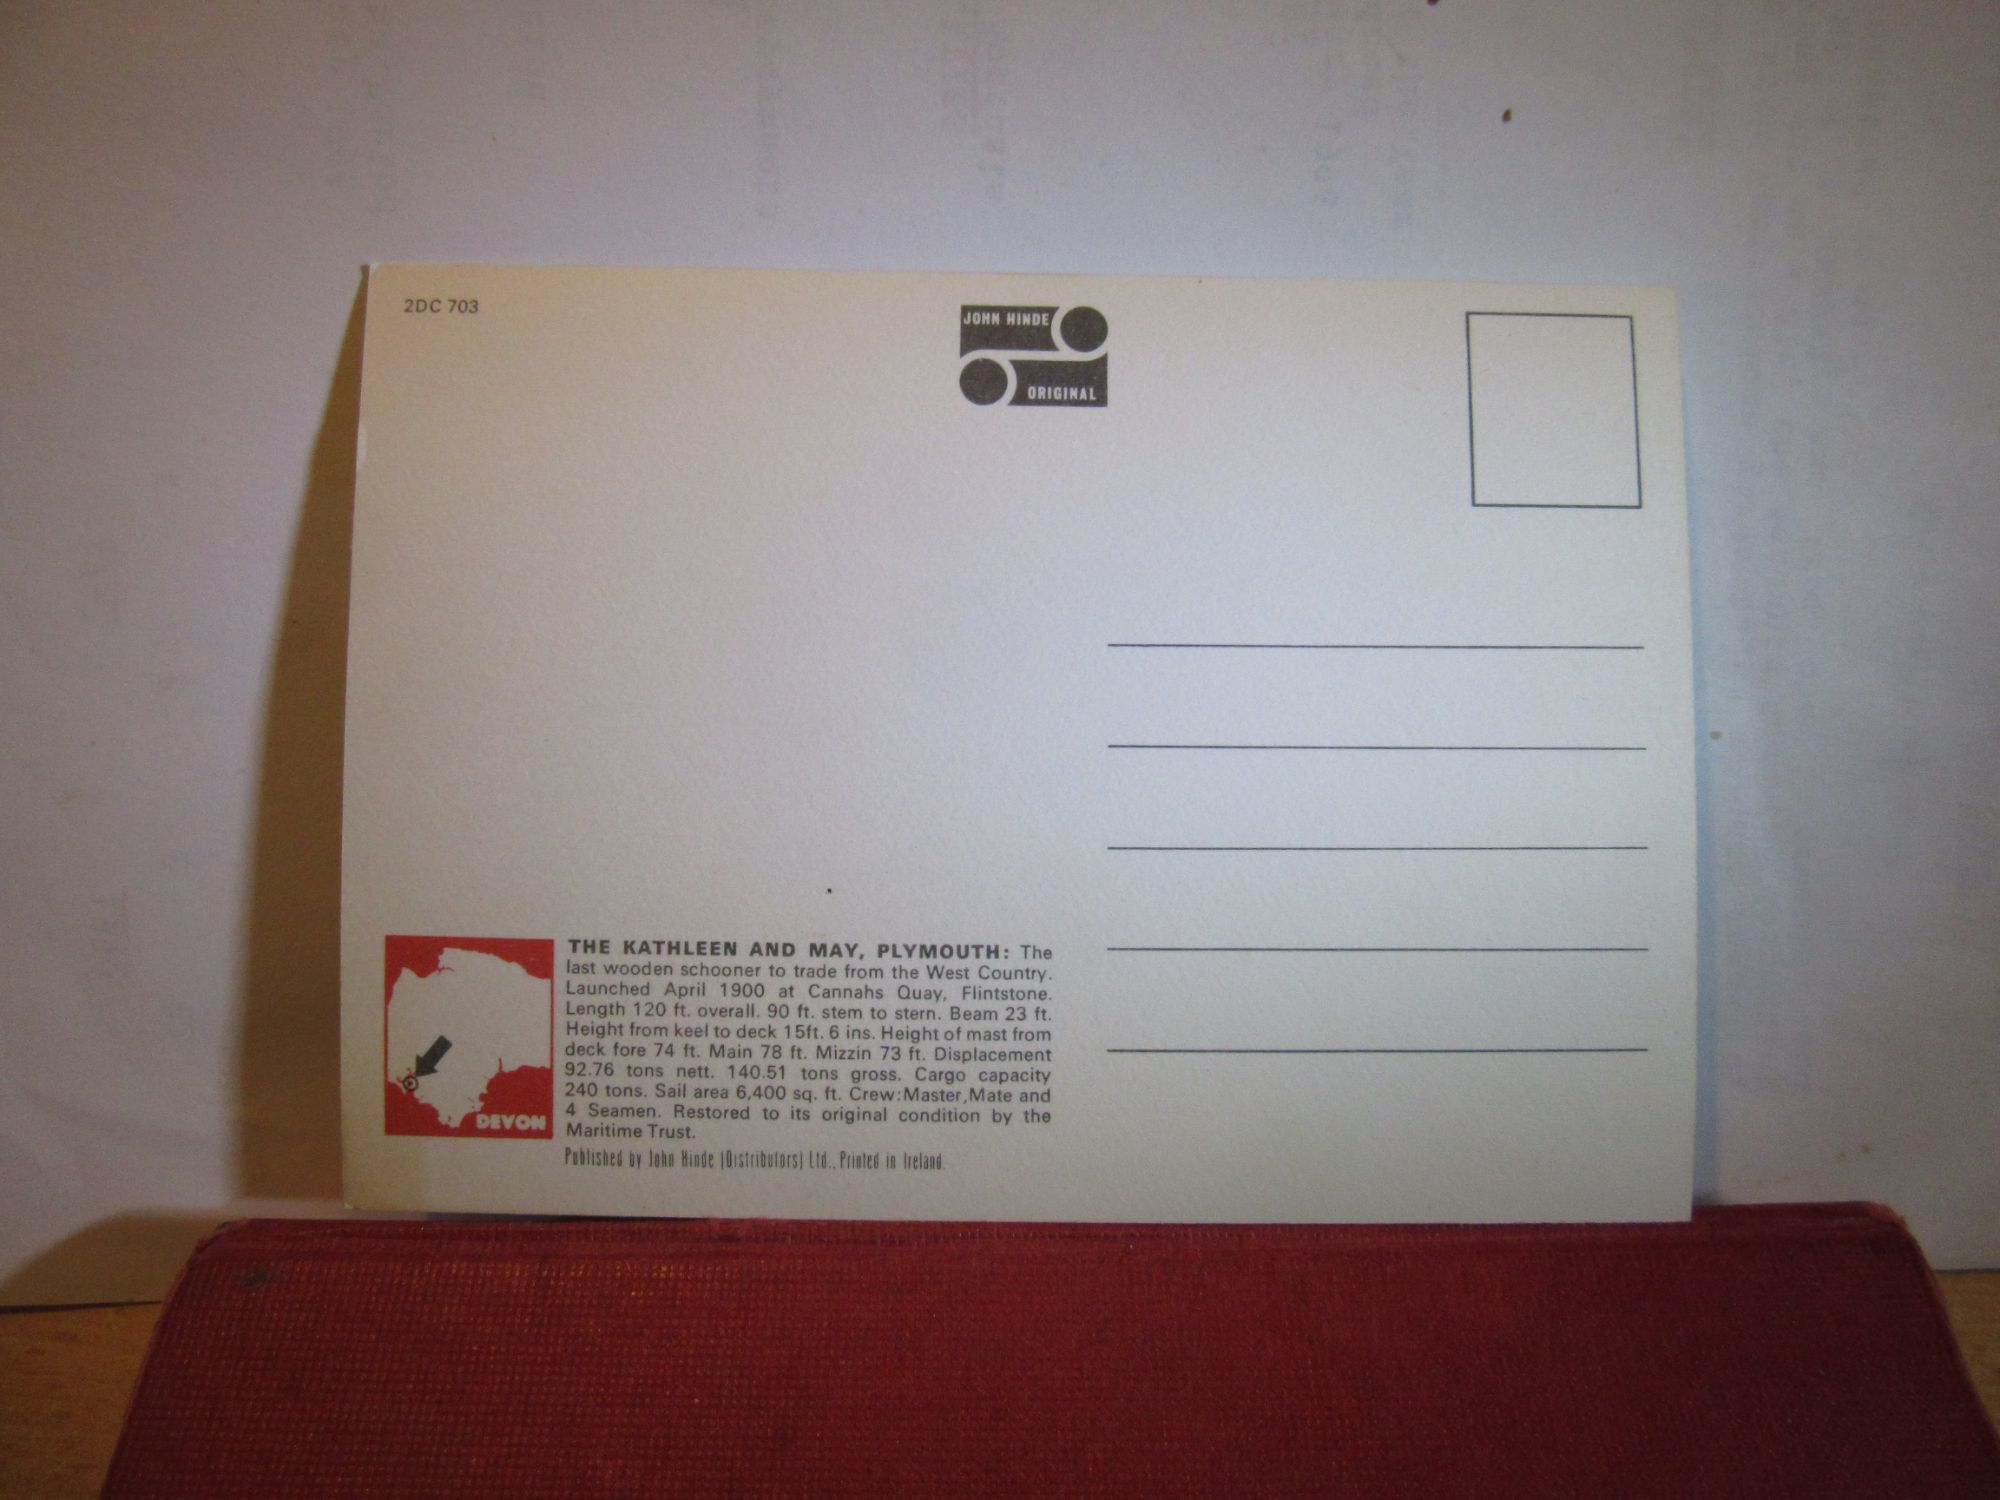 2DC 703
JOHN HINDE
ORIGINAL
THE KATHLEEN AND MAY, PLYMOUTH: The
last wooden schooner to trade from the West Country.
Launched April 1900 at Cannahs Quay, Flintstone.
Length 120 ft. overall. 90 ft. stem to stern. Beam 23 ft.
Height from keel to deck 15ft. 6 ins. Height of mast from
deck fore 74 ft. Main 78 ft. Mizzin 73 ft. Displacement
92.76 tons nett. 140.51 tons gross. Cargo capacity
240 tons. Sail area 6,400 sq. ft. Crew:Master,Mate and
4 Seamen. Restored to its original condition by the
Maritime Trust.
DEVON
Published by John Hinde (Distributors) Ltd., Printed in Ireland.